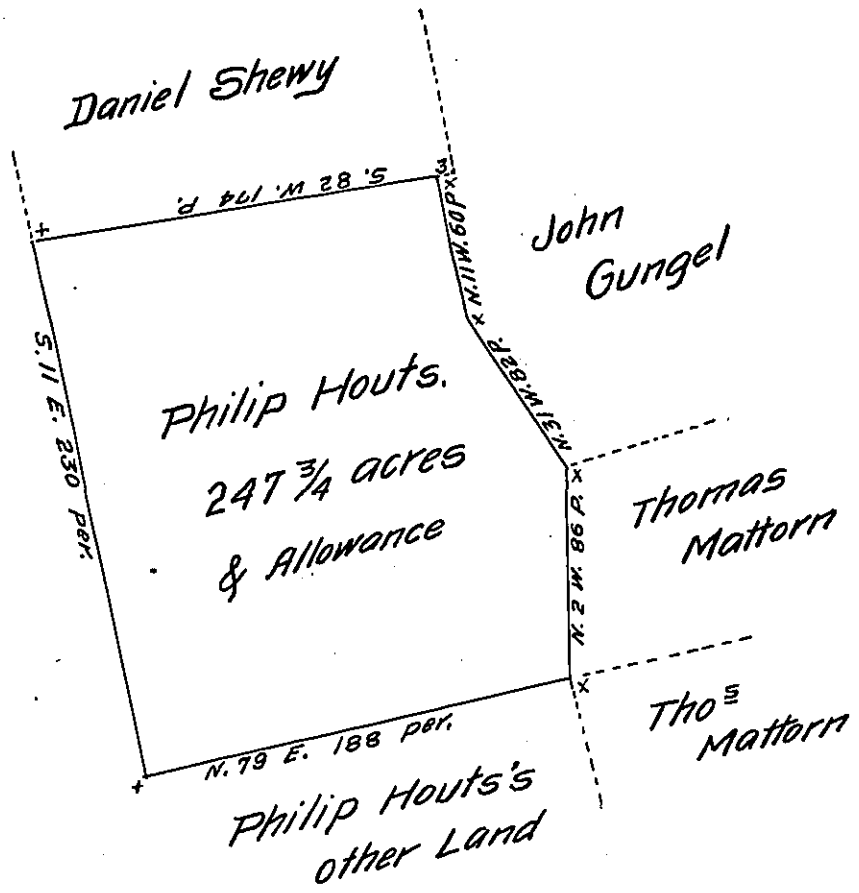 Daniel Shewy
S. 82 W. 174 P.
N. 11 W. 60 P
John
Gungel
N. 31 W. 82 P.
S. 11 E. 230 per.
Philip Houts.
247 3/4 acres
& Allowance
Thomas
Mattorn
N. 2 W. 86 P.
Thoˢ
Mattorn
N. 79 E. 188 per.
Philip Houts's
other Land